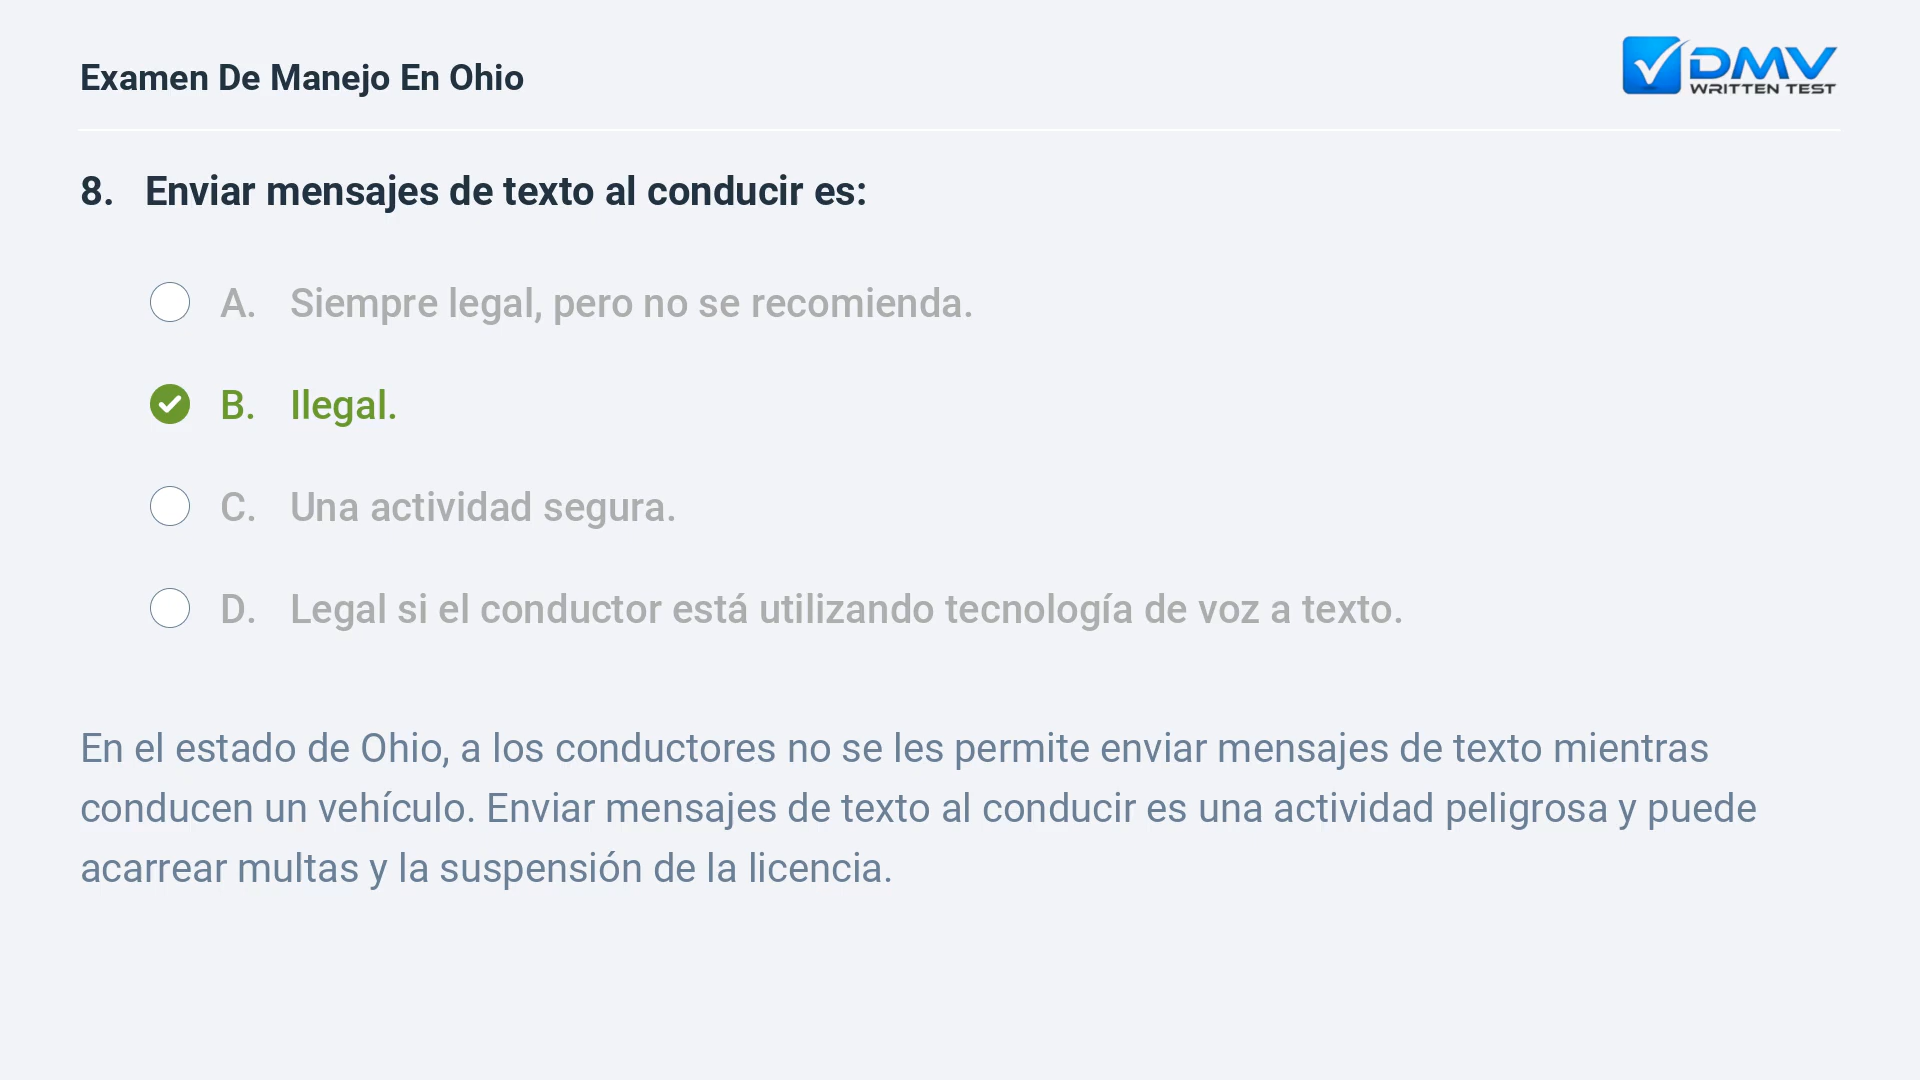 Examen De Manejo En Ohio
DMV
WRITTEN TEST
8. Enviar mensajes de texto al conducir es:
A. Siempre legal, pero no se recomienda.
B. Ilegal.
C. Una actividad segura.
D. Legal si el conductor está utilizando tecnología de voz a texto.
En el estado de Ohio, a los conductores no se les permite enviar mensajes de texto mientras
conducen un vehículo. Enviar mensajes de texto al conducir es una actividad peligrosa y puede
acarrear multas y la suspensión de la licencia.